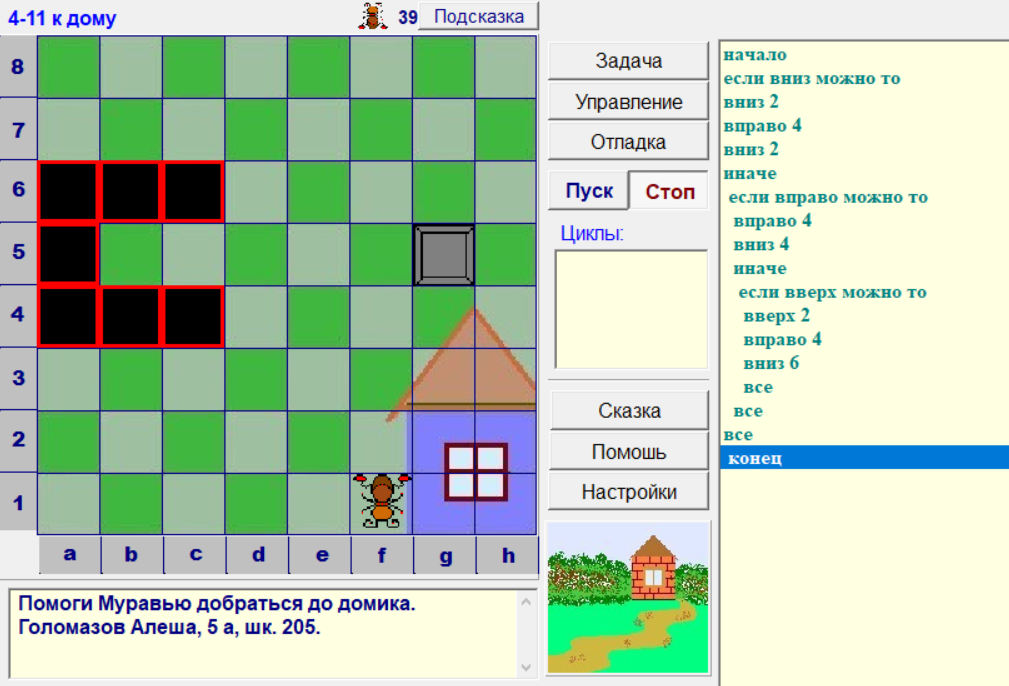 4-11 к дому
39
Подсказка
8
7
6
5
4
3
2
1
a b c d e f g h
Помоги Муравью добраться до домика.
Голомазов Алеша, 5 а, шк. 205.
Задача
Управление
Отладка
Пуск Стоп
Циклы:
Сказка
Помошь
Настройки
начало
если вниз можно то
вниз 2
вправо 4
вниз 2
иначе
если вправо можно то
вправо 4
вниз 4
иначе
если вверх можно то
вверх 2
вправо 4
вниз 6
все
все
все
конец